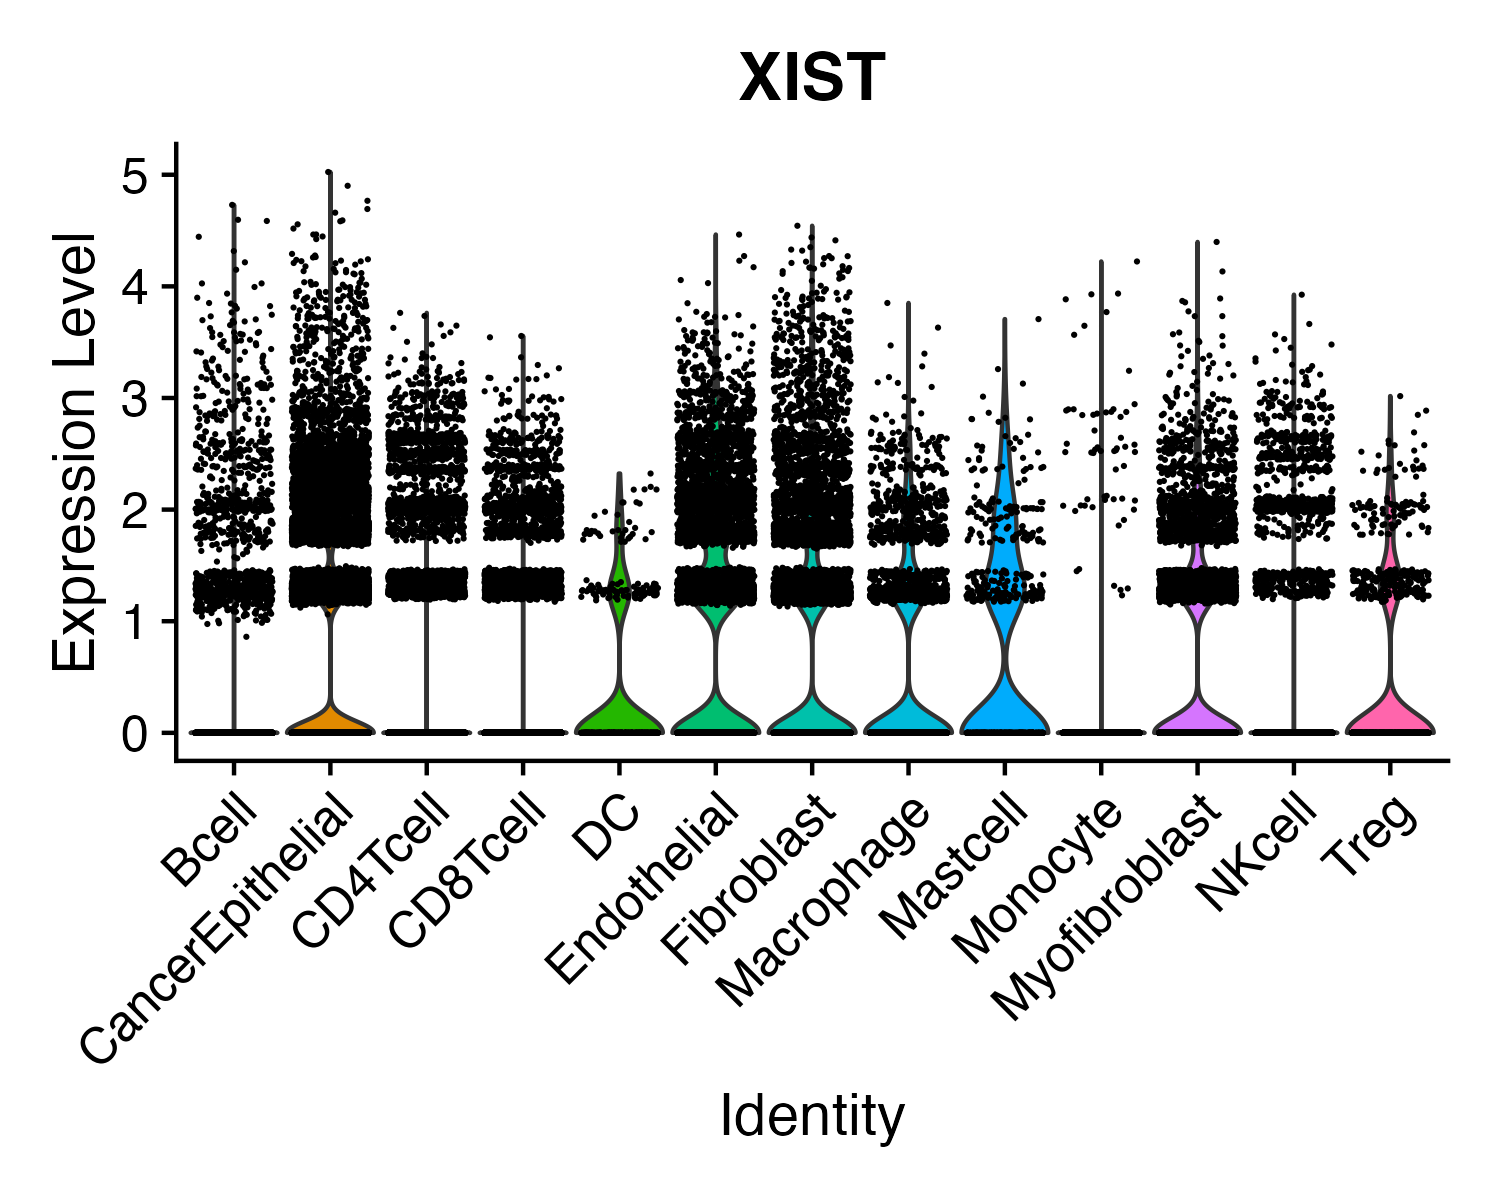 XIST
Expression Level
5
4
3
2
1
0
Bcell
CancerEpithelial
CD4Tcell
CD8Tcell
DC
Endothelial
Fibroblast
Macrophage
Mastcell
Monocyte
Myofibroblast
NKcell
Treg
Identity